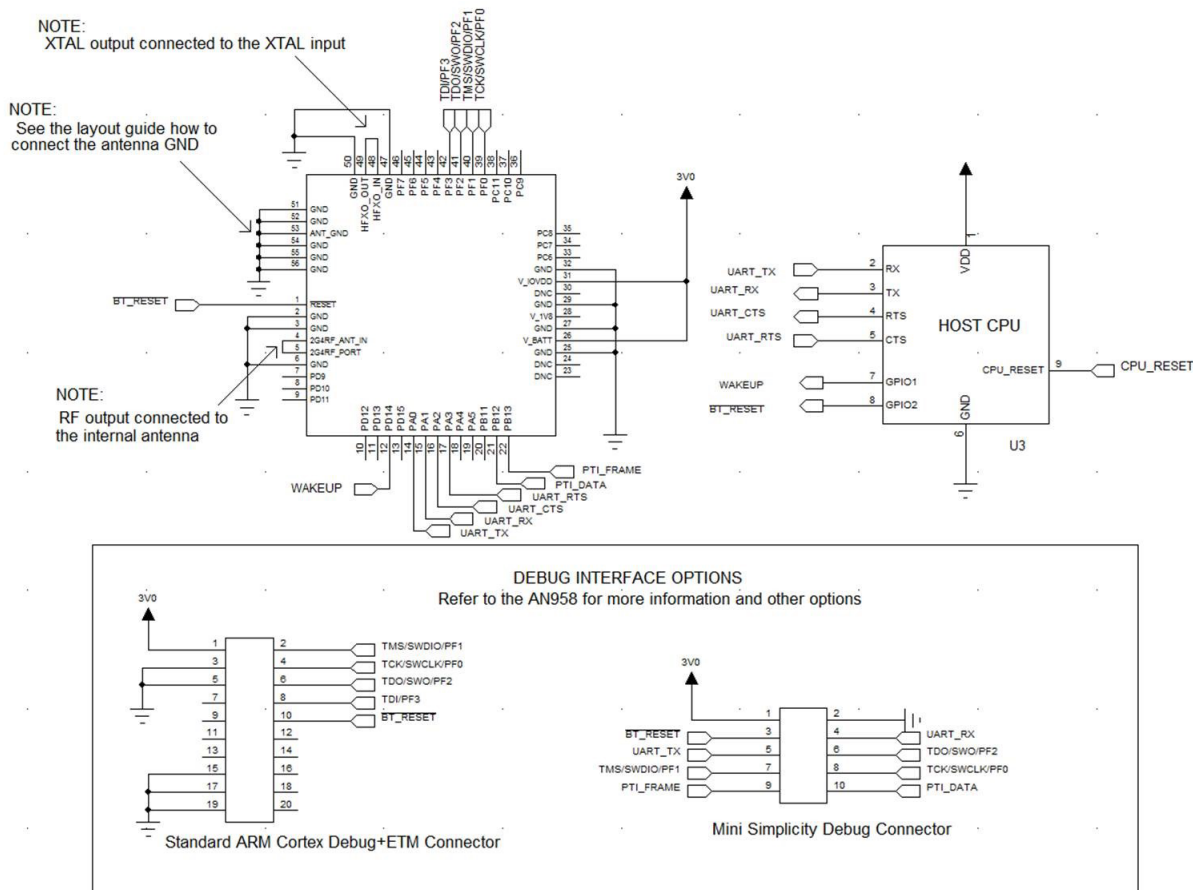 NOTE:
XTAL output connected to the XTAL input
NOTE:
See the layout guide how to
connect the antenna GND
TDI/PF3
TDO/SWO/PF2
TMS/SWDIO/PF1
TCK/SWCLK/PF0
50 49 48 47 46 45 44 43 42 41 40 39 38 37 36
GND
HFXO_OUT
HFXO_IN
GND
PF7
PF6
PF5
PF4
PF3
PF2
PF1
PF0
PC11
PC10
PC9
51 GND
52 GND
53 ANT_GND
54 GND
55 GND
56 GND
BT_RESET 1 RESET
2 GND
3 GND
4 2G4RF_ANT_IN
5 2G4RF_PORT
6 GND
7 PD9
8 PD10
9 PD11
NOTE:
RF output connected to
the internal antenna
PC8 35
PC7 34
PC6 33
GND 32
V_IOVDD 31
DNC 30
GND 29
V_1V8 28
GND 27
V_BATT 26
GND 25
DNC 24
DNC 23
3V0
PD12
PD13
PD14
PD15
PA0
PA1
PA2
PA3
PA4
PA5
PB11
PB12
PB13
10 11 12 13 14 15 16 17 18 19 20 21 22
WAKEUP
PTI_FRAME
PTI_DATA
UART_RTS
UART_CTS
UART_RX
UART_TX
1
VDD
UART_TX 2 RX
UART_RX 3 TX
UART_CTS 4 RTS
UART_RTS 5 CTS
HOST CPU
WAKEUP 7 GPIO1
BT_RESET 8 GPIO2
CPU_RESET 9 CPU_RESET
GND
6
U3
DEBUG INTERFACE OPTIONS
Refer to the AN958 for more information and other options
3V0
1 2 TMS/SWDIO/PF1
3 4 TCK/SWCLK/PF0
5 6 TDO/SWO/PF2
7 8 TDI/PF3
9 10 BT_RESET
11 12
13 14
15 16
17 18
19 20
Standard ARM Cortex Debug+ETM Connector
3V0
1 2
BT_RESET 3 4 UART_RX
UART_TX 5 6 TDO/SWO/PF2
TMS/SWDIO/PF1 7 8 TCK/SWCLK/PF0
PTI_FRAME 9 10 PTI_DATA
Mini Simplicity Debug Connector